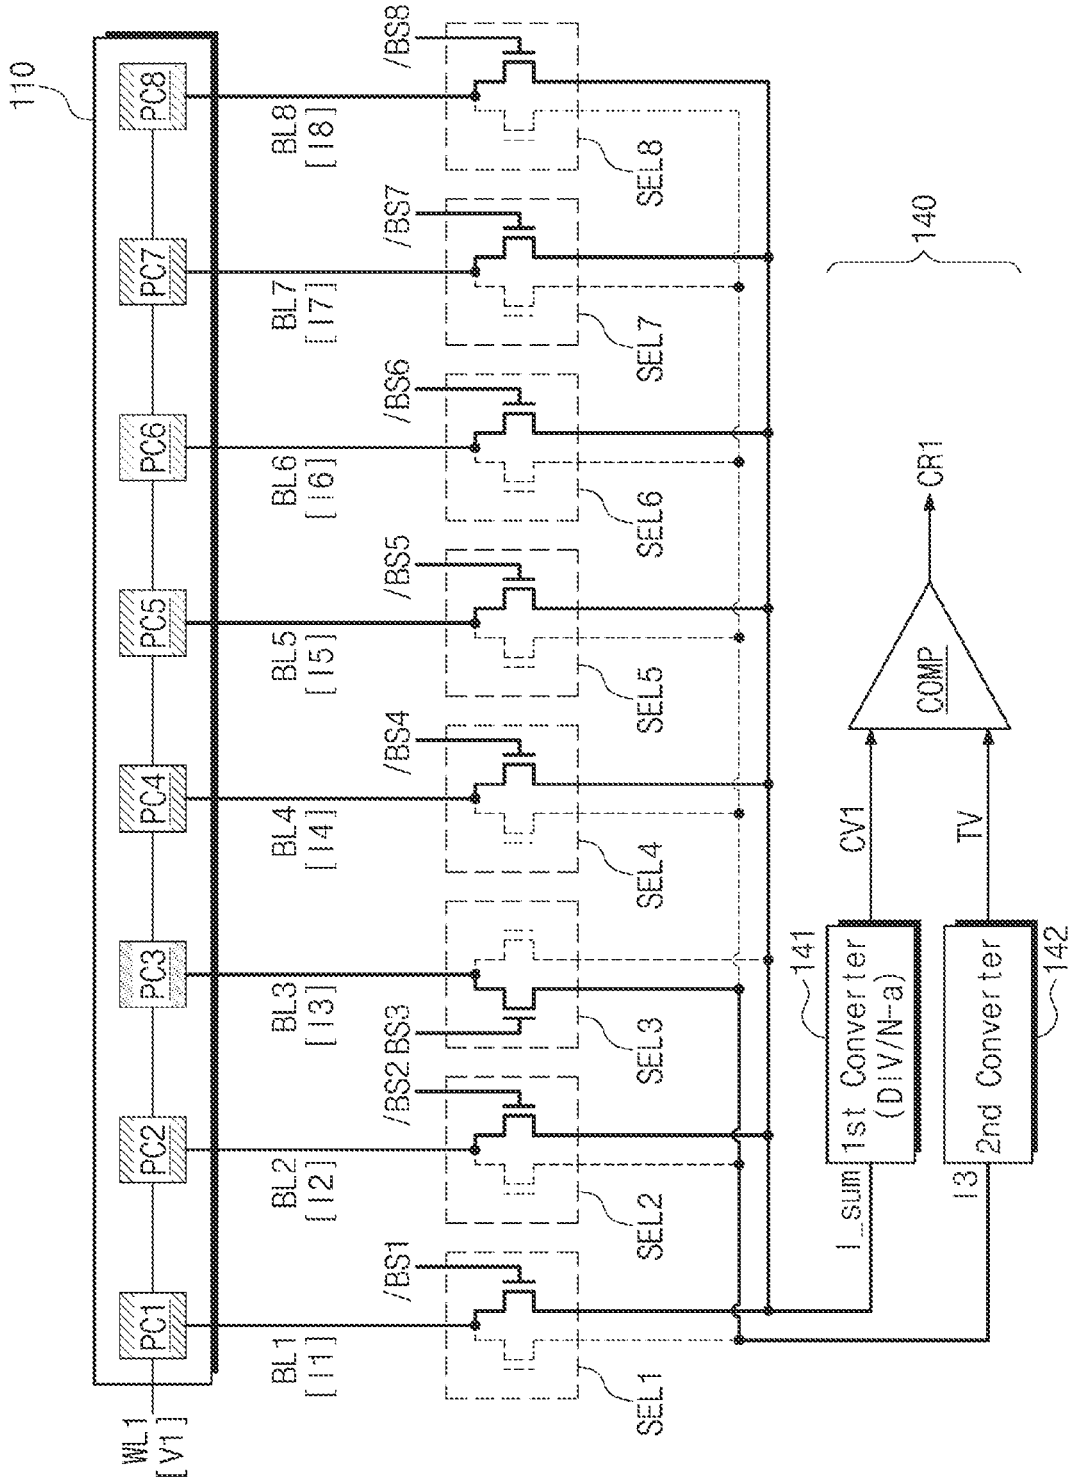 110
WL1
[V1]
PC1
PC2
PC3
PC4
PC5
PC6
PC7
PC8
BL1
[I1]
BL2
[I2]
BL3
[I3]
BL4
[I4]
BL5
[I5]
BL6
[I6]
BL7
[I7]
BL8
[I8]
/BS1
/BS2
BS3
/BS4
/BS5
/BS6
/BS7
/BS8
SEL1
SEL2
SEL3
SEL4
SEL5
SEL6
SEL7
SEL8
140
I_sum
141
1st Converter
(DIV/N-a)
CV1
I3
2nd Converter
142
TV
COMP
CR1